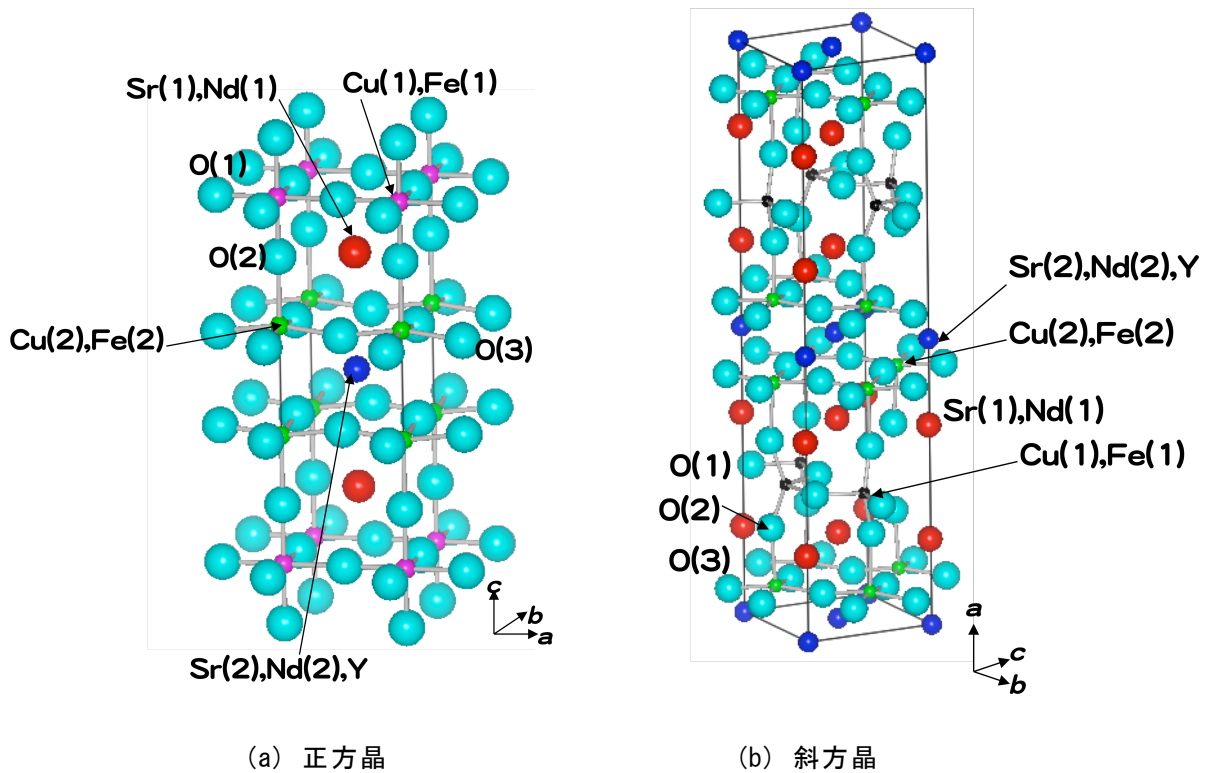 Sr(1),Nd(1)
Cu(1),Fe(1)
O(1)
O(2)
Cu(2),Fe(2)
O(3)
c
b
a
Sr(2),Nd(2),Y
(a) 正方晶
Sr(2),Nd(2),Y
Cu(2),Fe(2)
Sr(1),Nd(1)
Cu(1),Fe(1)
O(1)
O(2)
O(3)
a
c
b
(b) 斜方晶